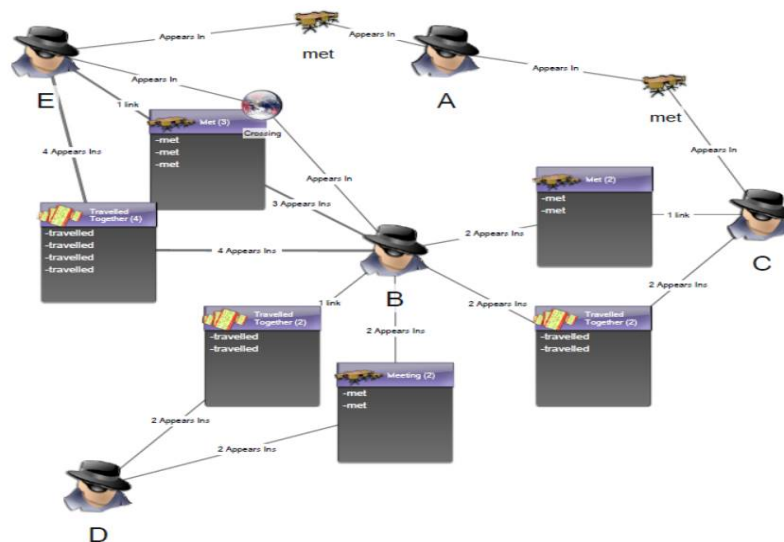 Appears In
Appears In
met
Appears In
E
A
Appears In
met
1 link
Met (3)
Crossing
-met
-met
-met
Appears In
4 Appears Ins
Appears In
Met (2)
-met
-met
3 Appears Ins
Travelled
Together (4)
-travelled
-travelled
-travelled
-travelled
2 Appears Ins
1 link
C
4 Appears Ins
B
2 Appears Ins
1 link
2 Appears Ins
Travelled
Together (2)
-travelled
-travelled
2 Appears Ins
Travelled
Together (2)
-travelled
-travelled
Meeting (2)
-met
-met
2 Appears Ins
2 Appears Ins
D